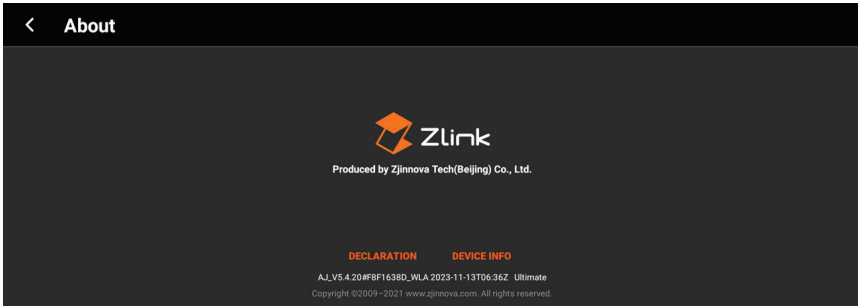 About
Zlink
Produced by Zjinnova Tech(Beijing) Co., Ltd.
DECLARATION DEVICE INFO
AJ_V5.4.20#F8F1638D_WLA 2023-11-13T06:36Z Ultimate
Copyright ©2009–2021 www.zjinnova.com. All rights reserved.